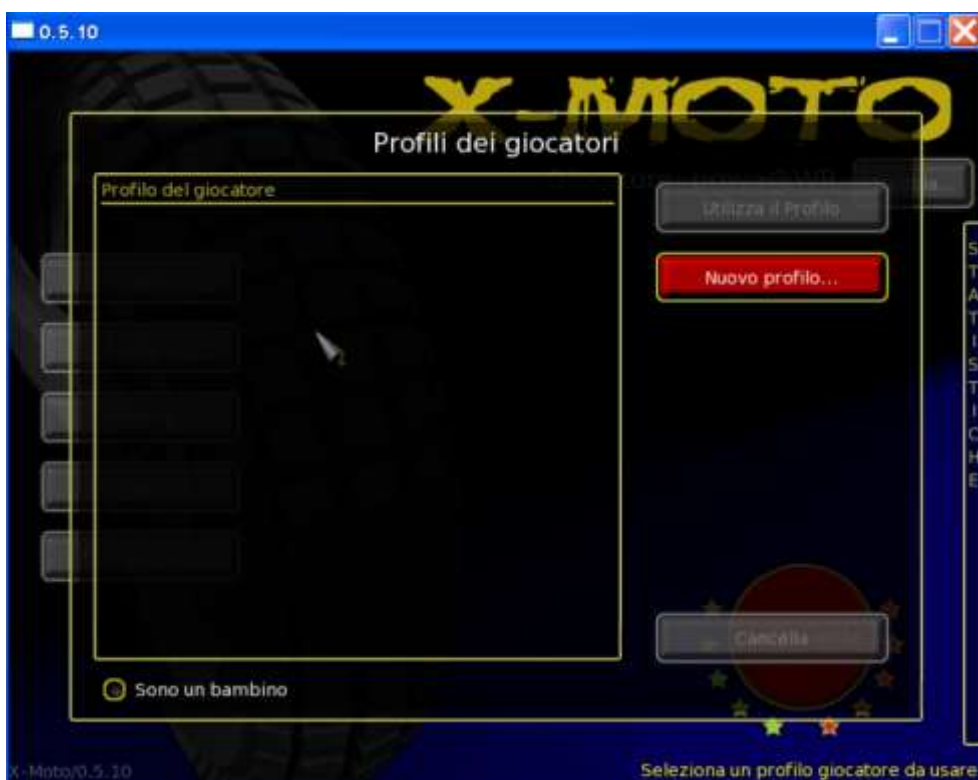 0.5.10
X-MOTO
Profili dei giocatori
Profilo del giocatore
Utilizza il Profilo
Nuovo profilo...
STATISTICHE
Cancella
Sono un bambino
X-Moto/0.5.10
Seleziona un profilo giocatore da usare